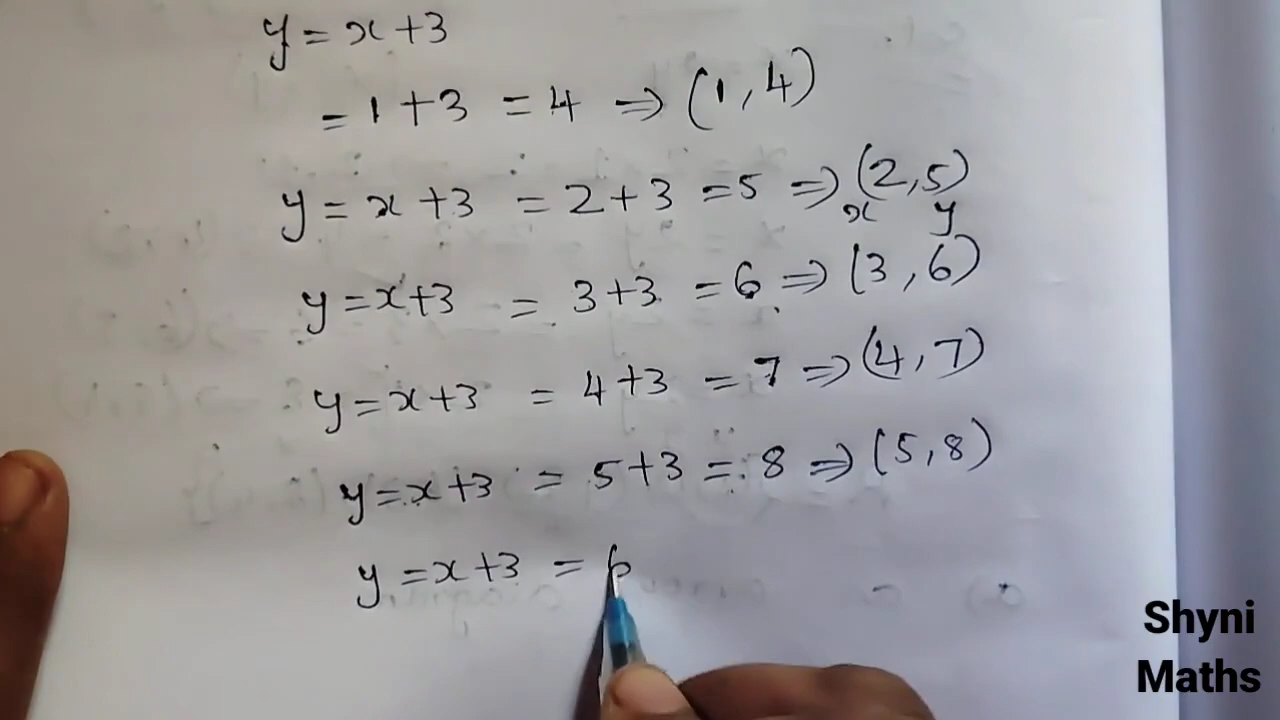 y = x + 3
= 1 + 3 = 4 ⇒ (1, 4)
y = x + 3 = 2 + 3 = 5 ⇒ (2, 5)
x y
y = x + 3 = 3 + 3 = 6 ⇒ (3, 6)
y = x + 3 = 4 + 3 = 7 ⇒ (4, 7)
y = x + 3 = 5 + 3 = 8 ⇒ (5, 8)
y = x + 3 = 6
Shyni
Maths